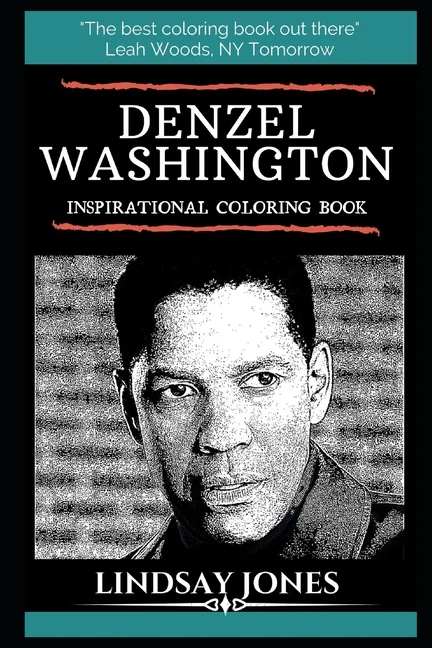 "The best coloring book out there"
Leah Woods, NY Tomorrow
DENZEL
WASHINGTON
INSPIRATIONAL COLORING BOOK
LINDSAY JONES